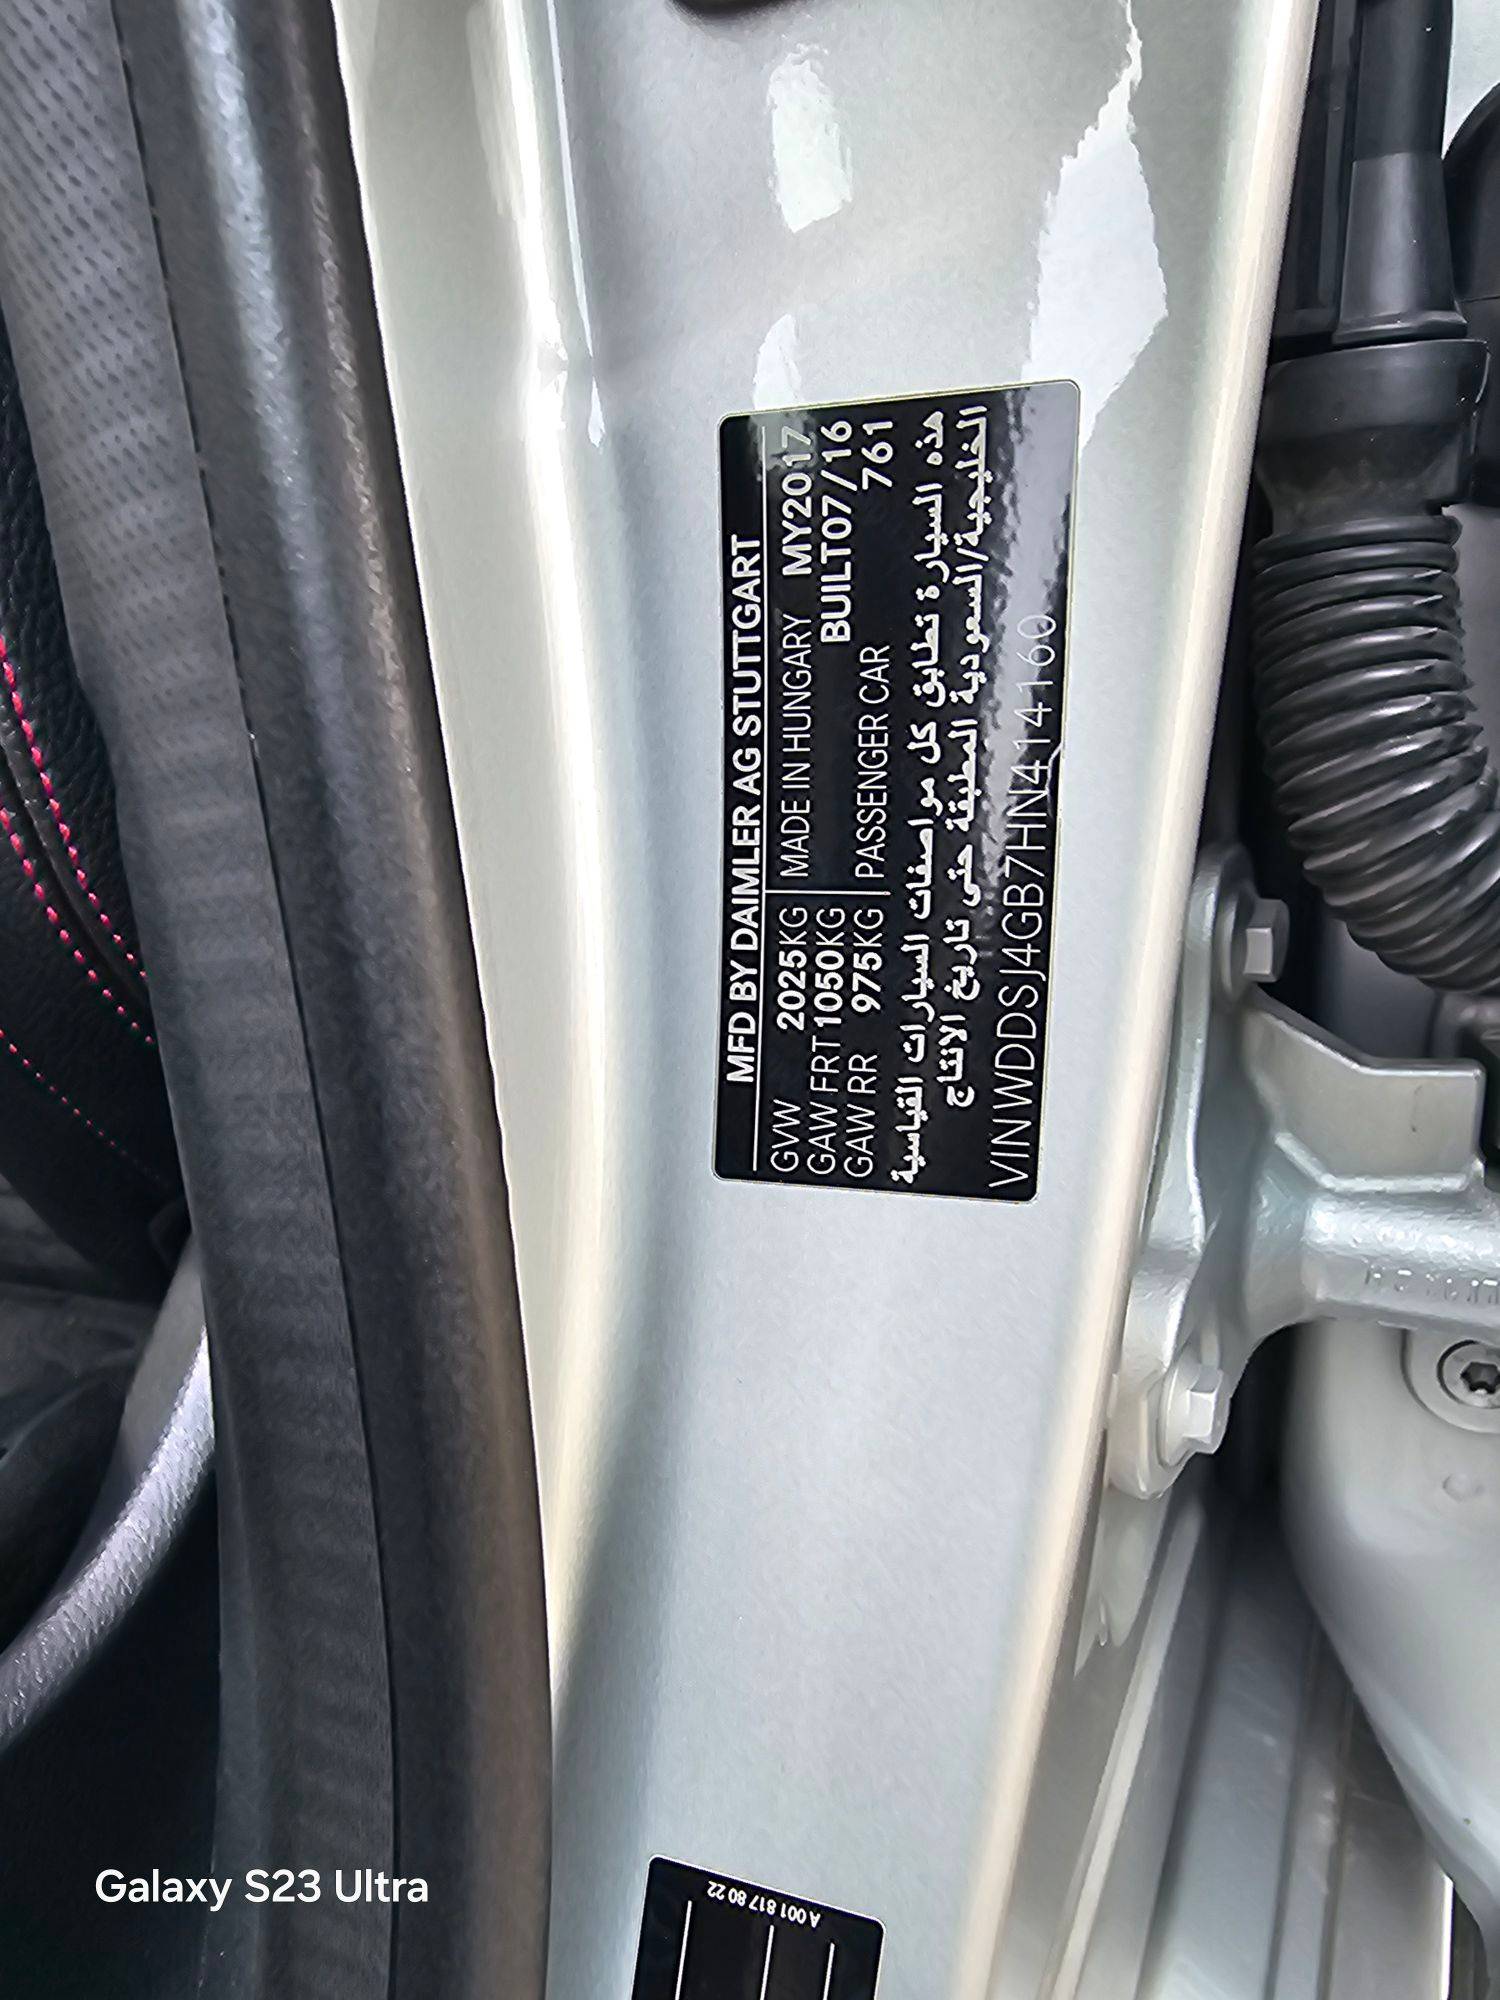 MFD BY DAIMLER AG STUTTGART
GVW 2025KG MADE IN HUNGARY MY2017
GAW FRT 1050KG BUILT07/16
GAW RR 975KG PASSENGER CAR 761
هذه السيارة تطابق كل مواصفات السيارات القياسية
الخليجية/السعودية المطبقة حتى تاريخ الانتاج
VIN WDDSJ4GB7HN414160
A 001 817 80 22
Galaxy S23 Ultra